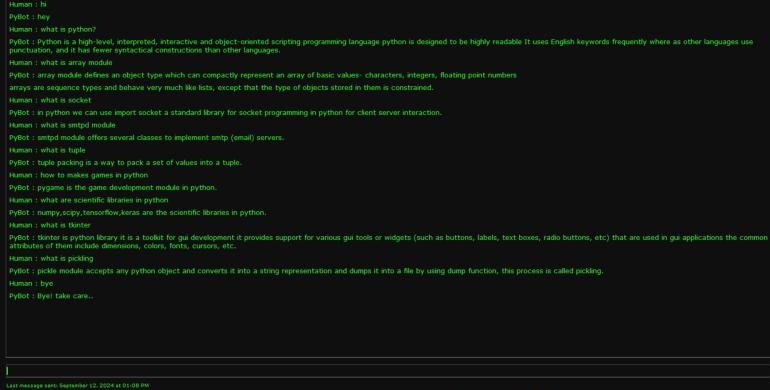 Human : hi
PyBot : hey
Human : what is python?
PyBot : Python is a high-level, interpreted, interactive and object-oriented scripting programming language python is designed to be highly readable It uses English keywords frequently where as other languages use
punctuation, and it has fewer syntactical constructions than other languages.
Human : what is array module
PyBot : array module defines an object type which can compactly represent an array of basic values- characters, integers, floating point numbers
arrays are sequence types and behave very much like lists, except that the type of objects stored in them is constrained.
Human : what is socket
PyBot : in python we can use import socket a standard library for socket programming in python for client server interaction.
Human : what is smtpd module
PyBot : smtpd module offers several classes to implement smtp (email) servers.
Human : what is tuple
PyBot : tuple packing is a way to pack a set of values into a tuple.
Human : how to makes games in python
PyBot : pygame is the game development module in python.
Human : what are scientific libraries in python
PyBot : numpy,scipy,tensorflow,keras are the scientific libraries in python.
Human : what is tkinter
PyBot : tkinter is python library it is a toolkit for gui development it provides support for various gui tools or widgets (such as buttons, labels, text boxes, radio buttons, etc) that are used in gui applications the common
attributes of them include dimensions, colors, fonts, cursors, etc.
Human : what is pickling
PyBot : pickle module accepts any python object and converts it into a string representation and dumps it into a file by using dump function, this process is called pickling.
Human : bye
PyBot : Bye! take care..
Last message sent: September 12, 2024 at 01:08 PM